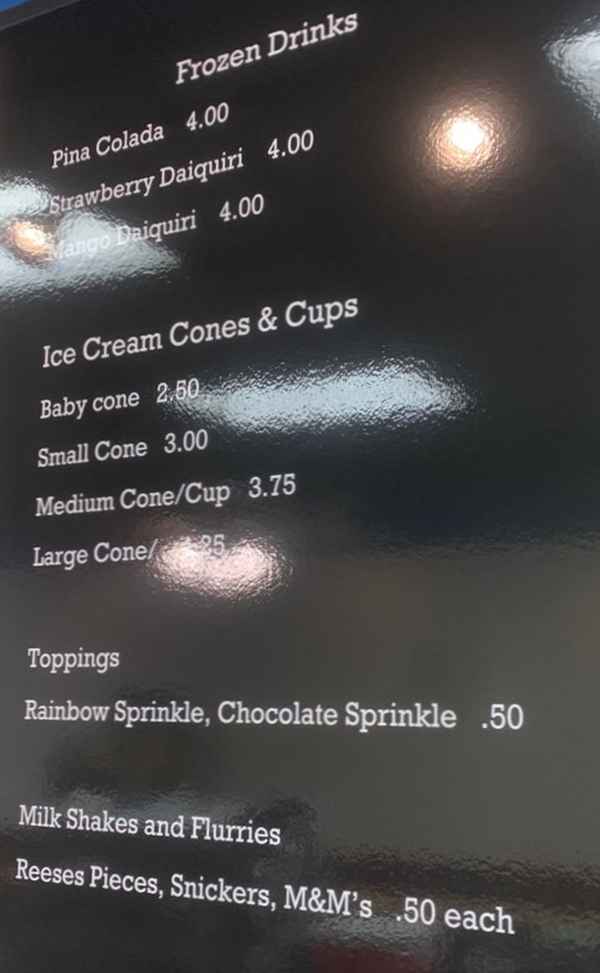 Frozen Drinks
Pina Colada 4.00
Strawberry Daiquiri 4.00
Mango Daiquiri 4.00
Ice Cream Cones & Cups
Baby cone 2.50
Small Cone 3.00
Medium Cone/Cup 3.75
Large Cone/
Toppings
Rainbow Sprinkle, Chocolate Sprinkle .50
Milk Shakes and Flurries
Reeses Pieces, Snickers, M&M's .50 each